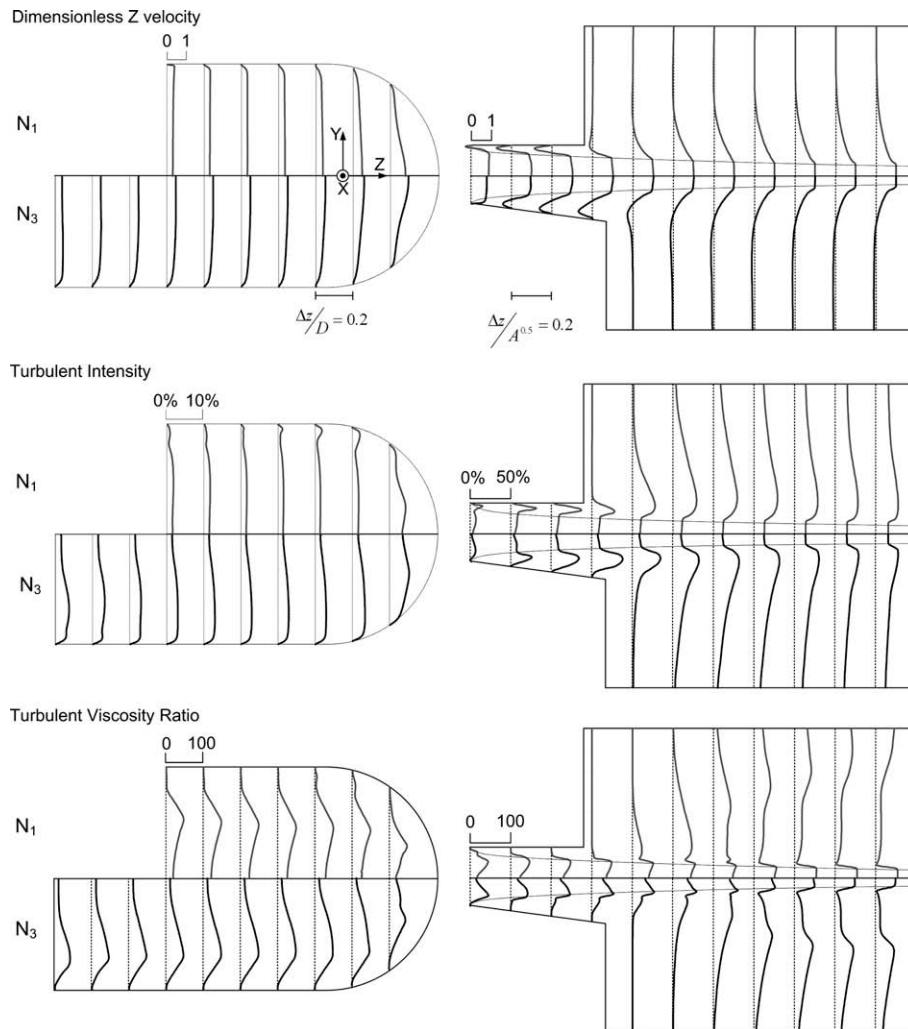 Dimensionless Z velocity
0 1
N1
Y
Z
X
N3
Δz/D = 0.2
0 1
Δz/A^0.5 = 0.2
Turbulent Intensity
0% 10%
N1
N3
0% 50%
Turbulent Viscosity Ratio
0 100
N1
N3
0 100